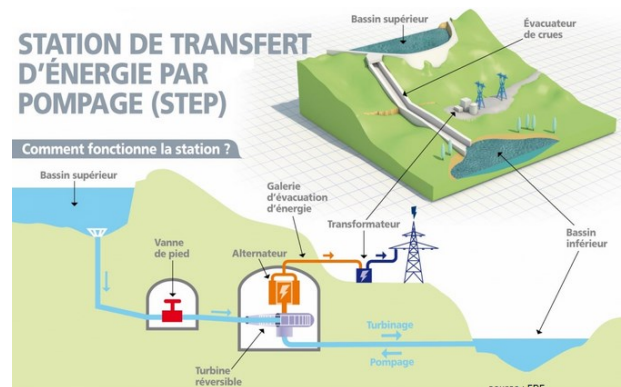 STATION DE TRANSFERT
D'ÉNERGIE PAR
POMPAGE (STEP)
Bassin supérieur
Évacuateur
de crues
Comment fonctionne la station ?
Bassin supérieur
Galerie
d'évacuation
d'énergie
Transformateur
Bassin
inférieur
Vanne
de pied
Alternateur
Turbinage
Pompage
Turbine
réversible
source : EDF